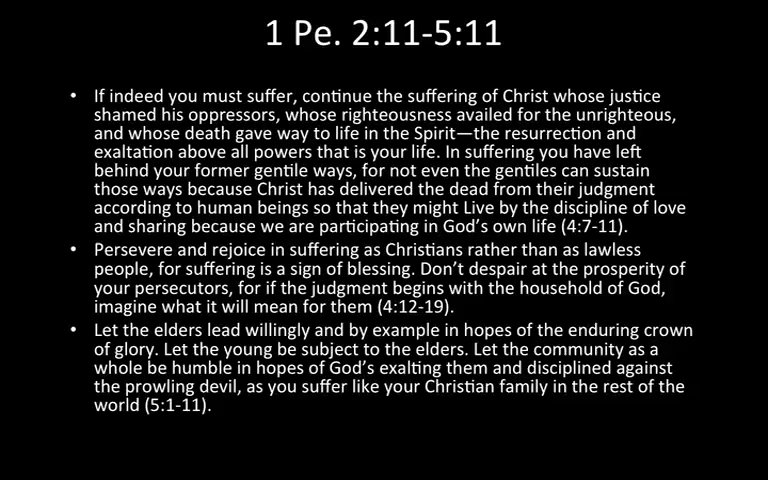 1 Pe. 2:11-5:11
• If indeed you must suffer, continue the suffering of Christ whose justice
shamed his oppressors, whose righteousness availed for the unrighteous,
and whose death gave way to life in the Spirit—the resurrection and
exaltation above all powers that is your life. In suffering you have left
behind your former gentile ways, for not even the gentiles can sustain
those ways because Christ has delivered the dead from their judgment
according to human beings so that they might Live by the discipline of love
and sharing because we are participating in God's own life (4:7-11).
• Persevere and rejoice in suffering as Christians rather than as lawless
people, for suffering is a sign of blessing. Don't despair at the prosperity of
your persecutors, for if the judgment begins with the household of God,
imagine what it will mean for them (4:12-19).
• Let the elders lead willingly and by example in hopes of the enduring crown
of glory. Let the young be subject to the elders. Let the community as a
whole be humble in hopes of God's exalting them and disciplined against
the prowling devil, as you suffer like your Christian family in the rest of the
world (5:1-11).